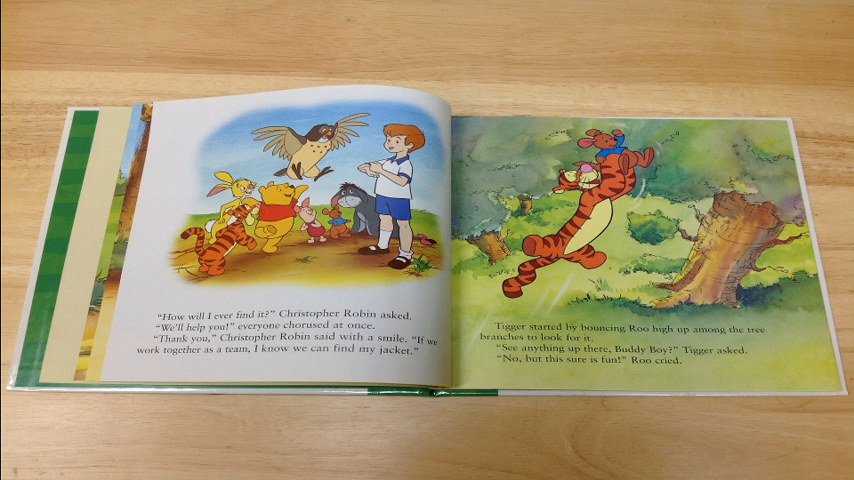 “How will I ever find it?” Christopher Robin asked.
“We'll help you!” everyone chorused at once.
“Thank you,” Christopher Robin said with a smile. “If we
work together as a team, I know we can find my jacket.”
Tigger started by bouncing Roo high up among the tree
branches to look for it.
“See anything up there, Buddy Boy?” Tigger asked.
“No, but this sure is fun!” Roo cried.